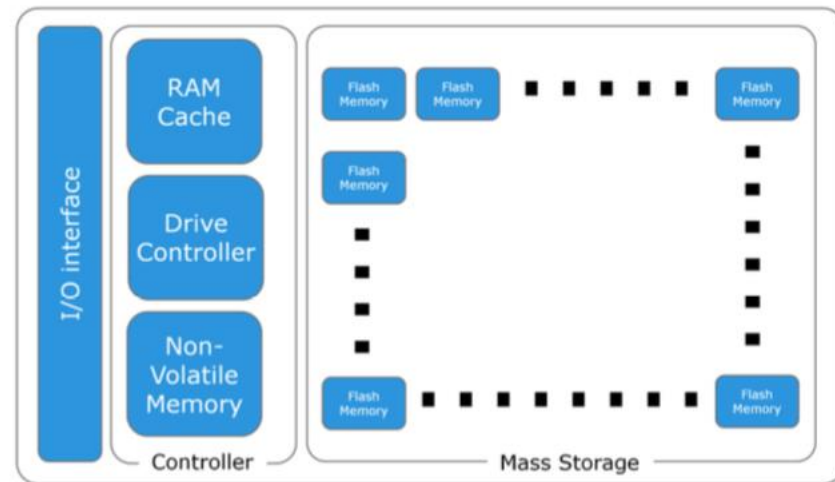 I/O interface
RAM
Cache
Drive
Controller
Non-
Volatile
Memory
Controller
Flash
Memory
Flash
Memory
Flash
Memory
Flash
Memory
Flash
Memory
Flash
Memory
Mass Storage